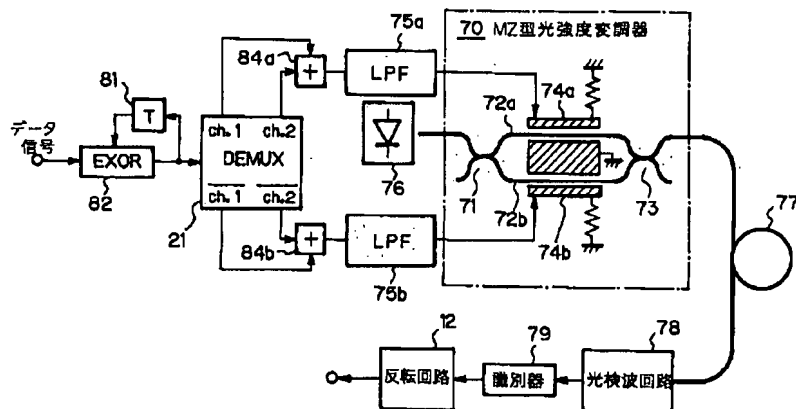 70 MZ型光強度変調器
75a
LPF
84a
+
74a
81
T
データ
信号
EXOR
82
ch.1 ch.2
DEMUX
ch.1 ch.2
21
76
72a
71
72b
73
74b
84b
+
LPF
75b
77
12
反転回路
79
識別器
78
光検波回路